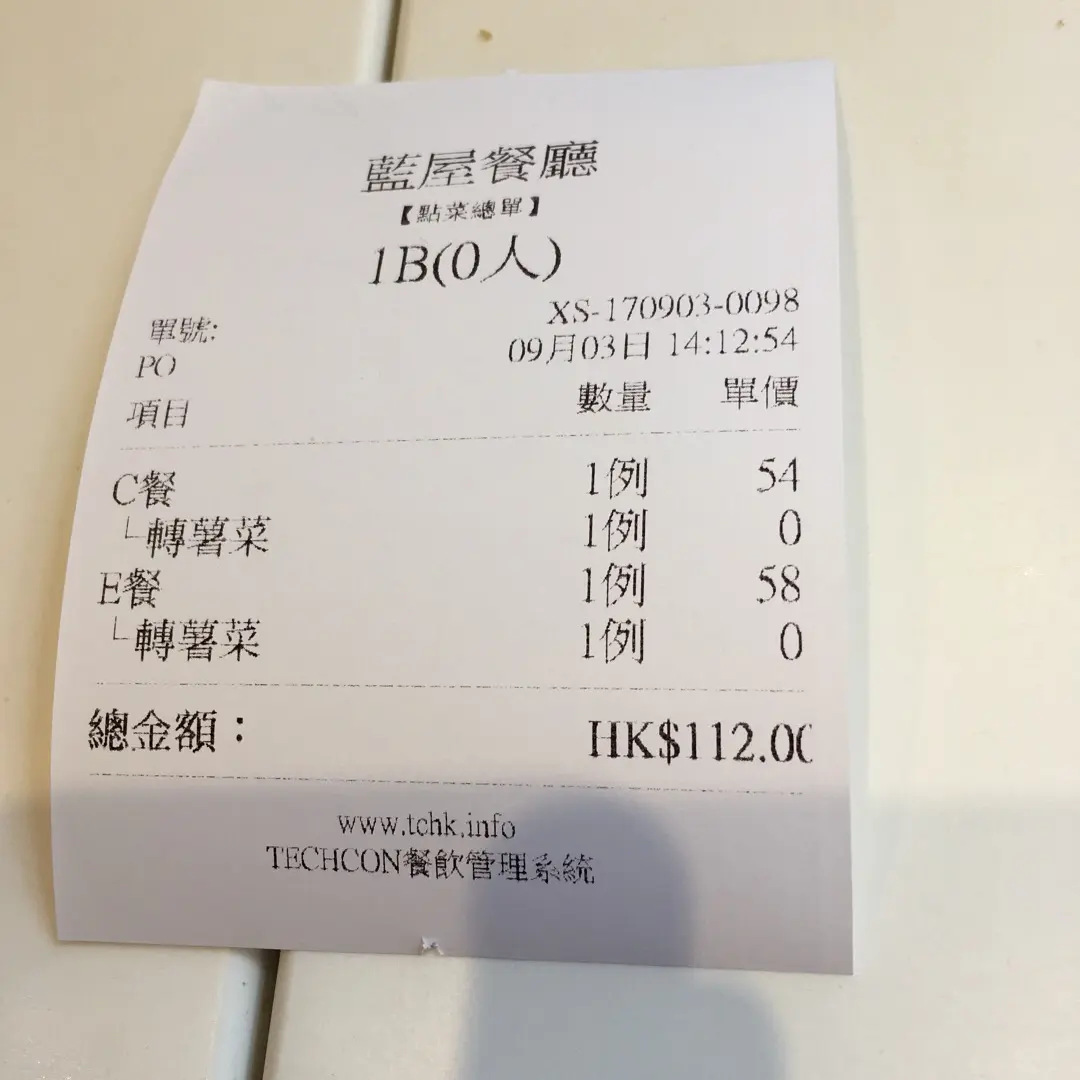 藍屋餐廳
【點菜總單】
1B(0人)
單號: XS-170903-0098
PO 09月03日 14:12:54
項目 數量 單價
C餐 1例 54
└轉薯菜 1例 0
E餐 1例 58
└轉薯菜 1例 0
總金額： HK$112.00
www.tchk.info
TECHCON餐飲管理系統